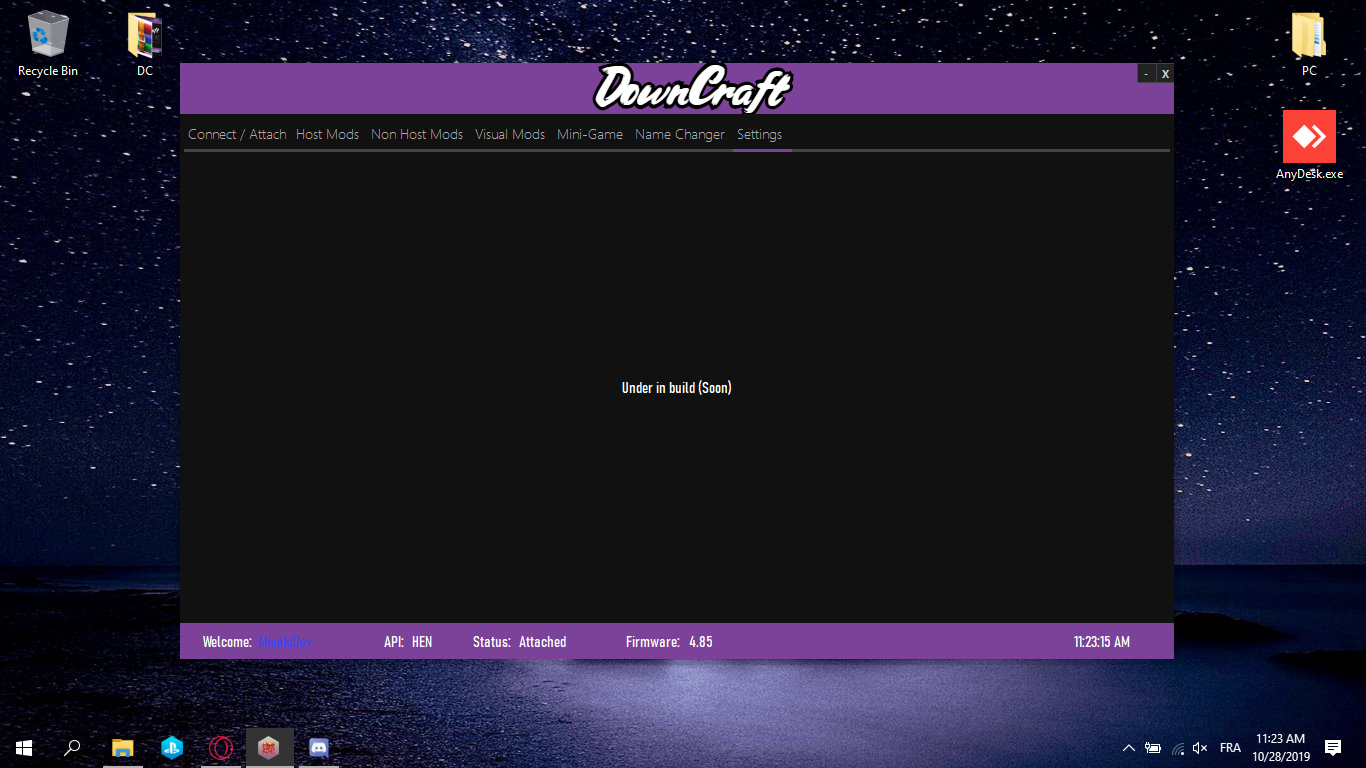 Recycle Bin
DC
PC
AnyDesk.exe
DownCraft
- x
Connect / Attach Host Mods Non Host Mods Visual Mods Mini-Game Name Changer Settings
Under in build (Soon)
Welcome: MisakiDev- API: HEN Status: Attached Firmware: 4.85 11:23:15 AM
FRA
11:23 AM
10/28/2019